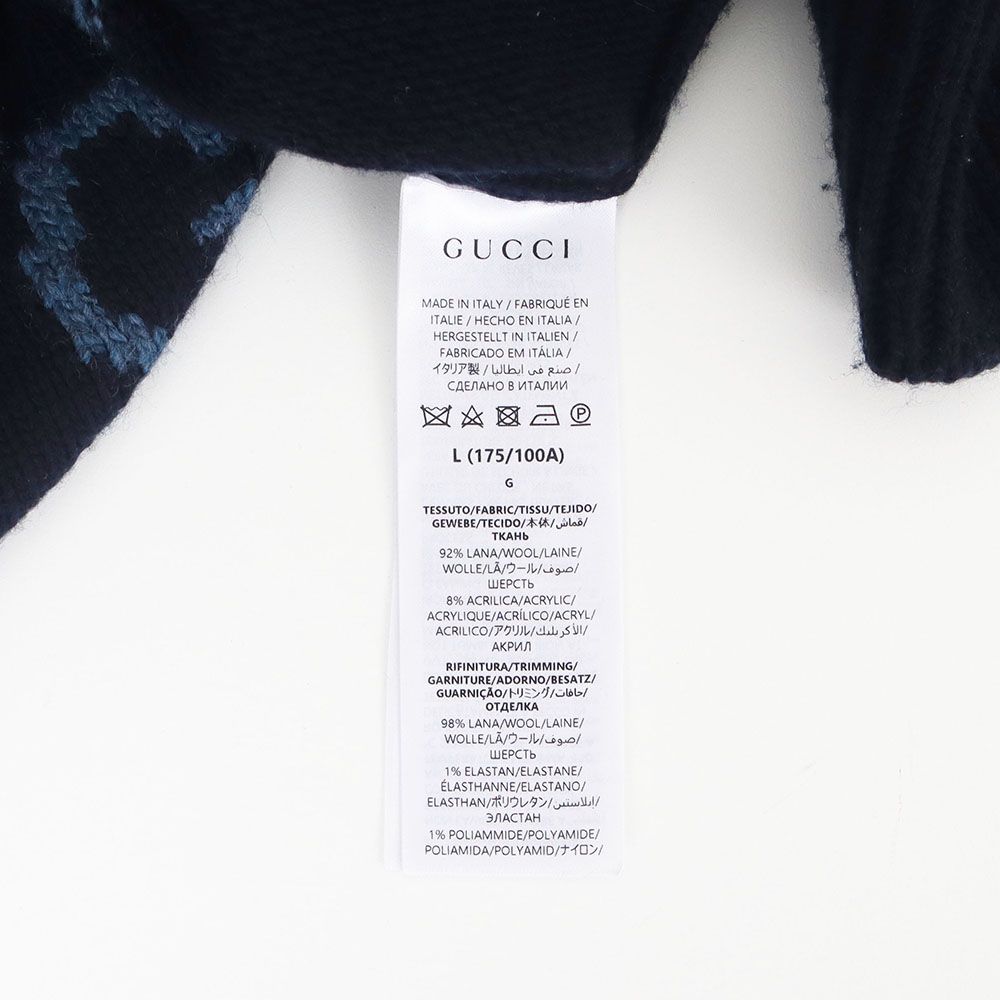 GUCCI
MADE IN ITALY / FABRIQUÉ EN
ITALIE / HECHO EN ITALIA /
HERGESTELLT IN ITALIEN /
FABRICADO EM ITÁLIA /
イタリア製 / صنع في ايطاليا /
СДЕЛАНО В ИТАЛИИ
P
L (175/100A)
G
TESSUTO/FABRIC/TISSU/TEJIDO/
GEWEBE/TECIDO/本体/قماش/
ТКАНЬ
92% LANA/WOOL/LAINE/
WOLLE/LÃ/ウール/صوف/
ШЕРСТЬ
8% ACRILICA/ACRYLIC/
ACRYLIQUE/ACRÍLICO/ACRYL/
ACRILICO/アクリル/الأكريليك/
АКРИЛ
RIFINITURA/TRIMMING/
GARNITURE/ADORNO/BESATZ/
GUARNIÇÃO/トリミング/حافات/
ОТДЕЛКА
98% LANA/WOOL/LAINE/
WOLLE/LÃ/ウール/صوف/
ШЕРСТЬ
1% ELASTAN/ELASTANE/
ÉLASTHANNE/ELASTANO/
ELASTHAN/ポリウレタン/إيلاستين/
ЭЛАСТАН
1% POLIAMMIDE/POLYAMIDE/
POLIAMIDA/POLYAMID/ナイロン/